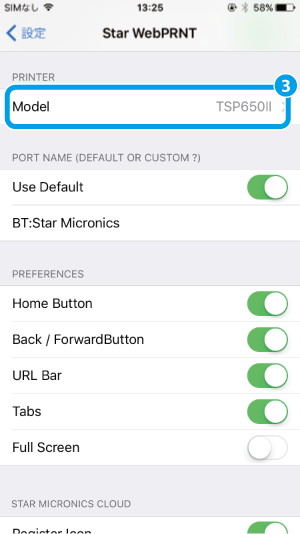 SIMなし 13:25 58%
設定 Star WebPRNT
PRINTER
3
Model TSP650II
PORT NAME (DEFAULT OR CUSTOM ?)
Use Default
BT:Star Micronics
PREFERENCES
Home Button
Back / ForwardButton
URL Bar
Tabs
Full Screen
STAR MICRONICS CLOUD
Register Icon